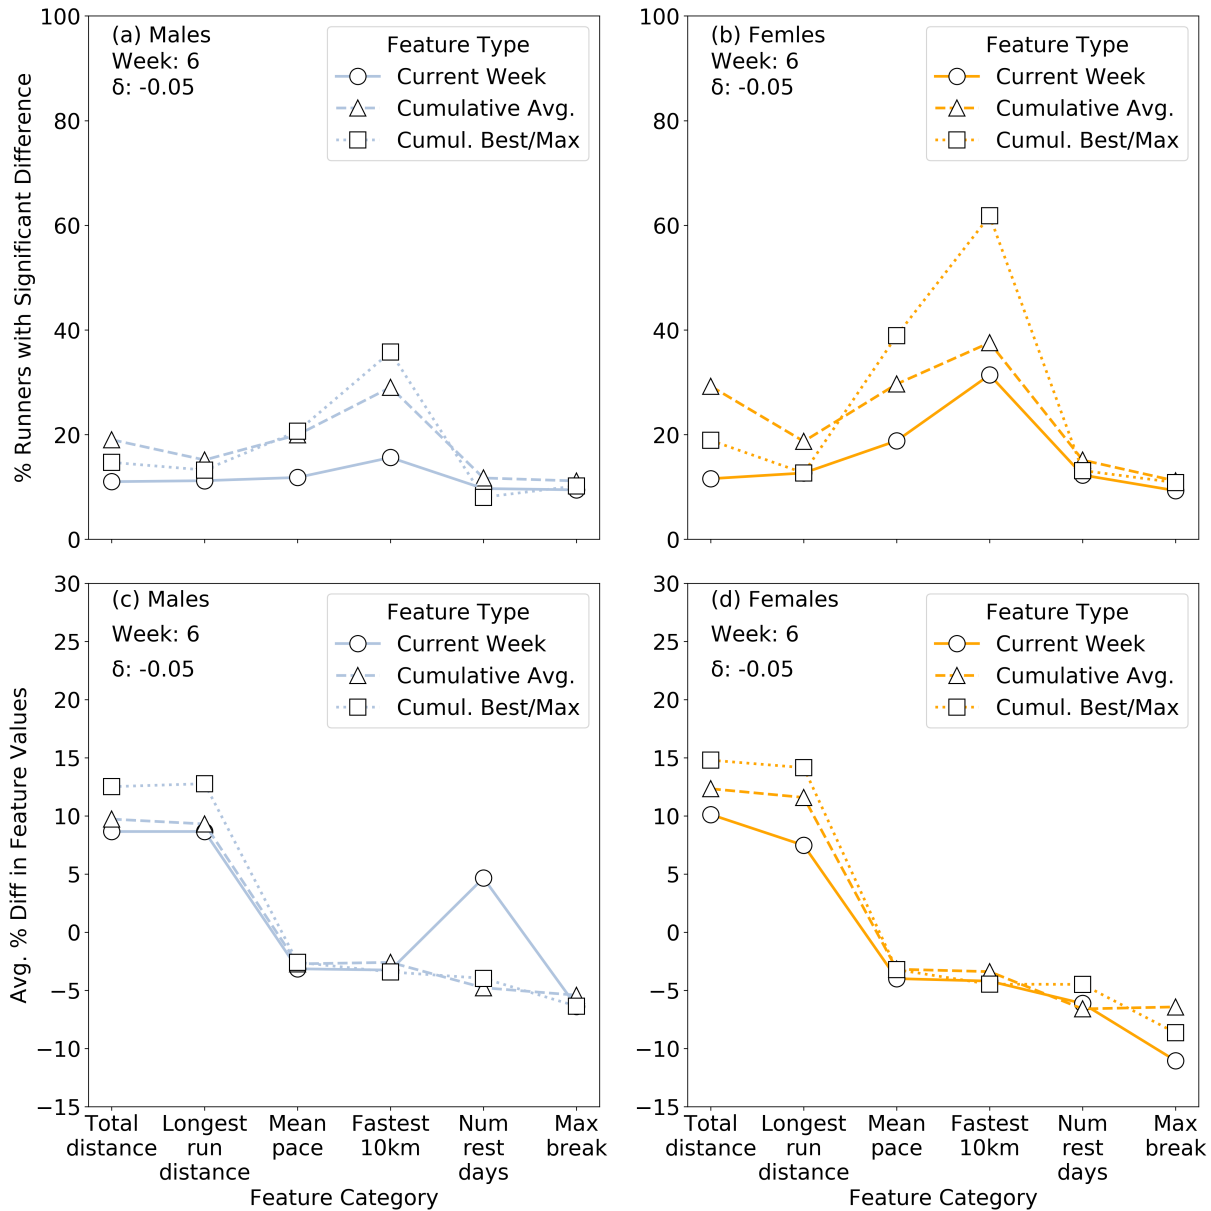 (a) Males
Week: 6
δ: -0.05
Feature Type
Current Week
Cumulative Avg.
Cumul. Best/Max
100
80
60
40
20
0
% Runners with Significant Difference
(b) Femles
Week: 6
δ: -0.05
Feature Type
Current Week
Cumulative Avg.
Cumul. Best/Max
100
80
60
40
20
0
(c) Males
Week: 6
δ: -0.05
Feature Type
Current Week
Cumulative Avg.
Cumul. Best/Max
30
25
20
15
10
5
0
−5
−10
−15
Avg. % Diff in Feature Values
Total distance
Longest run distance
Mean pace
Fastest 10km
Num rest days
Max break
Feature Category
(d) Females
Week: 6
δ: -0.05
Feature Type
Current Week
Cumulative Avg.
Cumul. Best/Max
30
25
20
15
10
5
0
−5
−10
−15
Total distance
Longest run distance
Mean pace
Fastest 10km
Num rest days
Max break
Feature Category